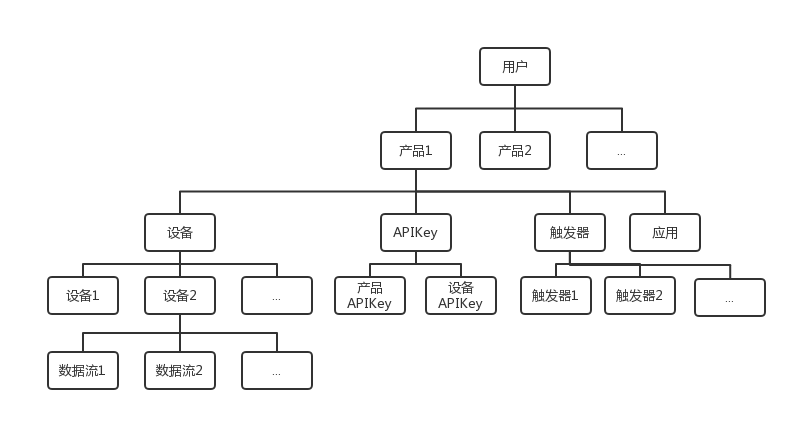 用户
产品1
产品2
...
设备
APIKey
触发器
应用
设备1
设备2
...
产品
APIKey
设备
APIKey
触发器1
触发器2
...
数据流1
数据流2
...